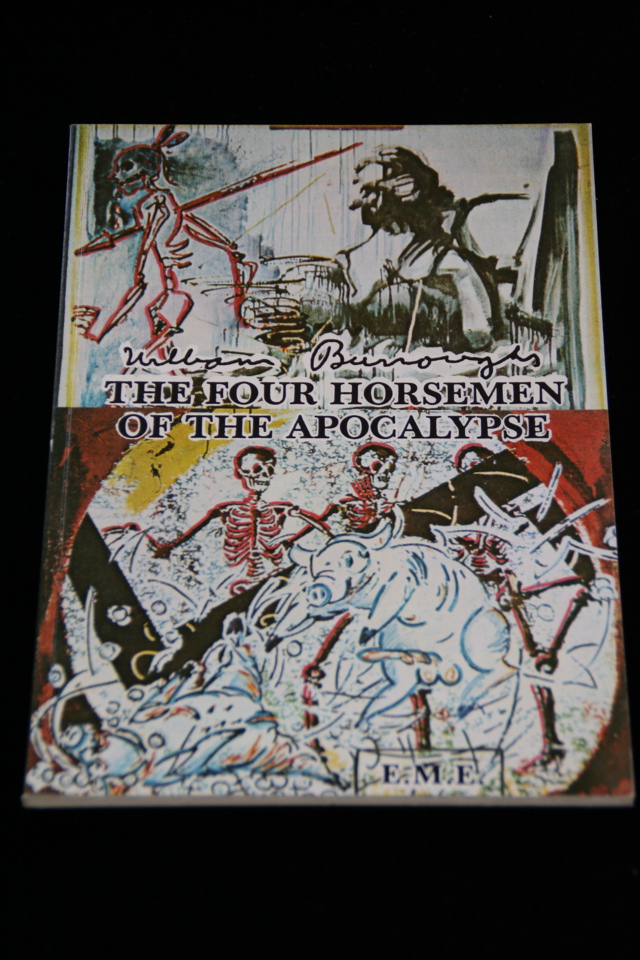 William Burroughs
THE FOUR HORSEMEN
OF THE APOCALYPSE
E.M.E.